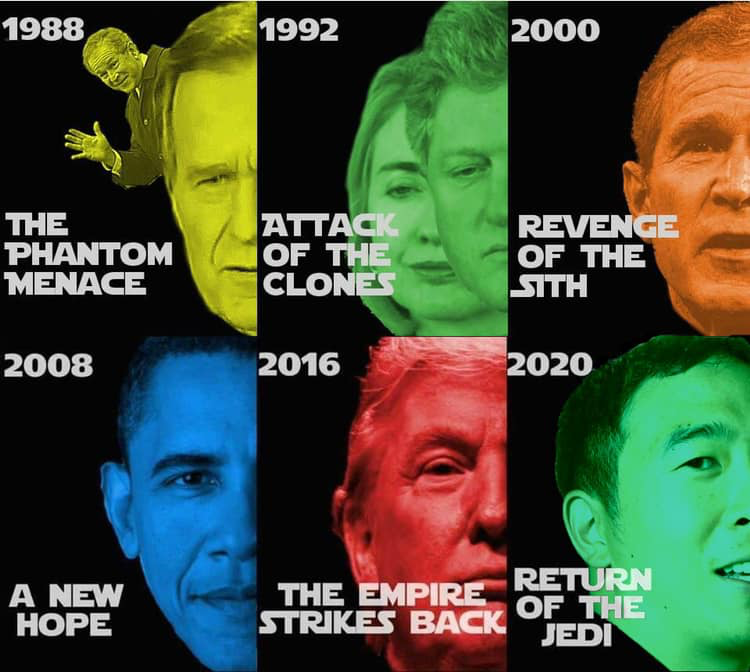 1988
THE
PHANTOM
MENACE
1992
ATTACK
OF THE
CLONES
2000
REVENGE
OF THE
SITH
2008
A NEW
HOPE
2016
THE EMPIRE
STRIKES BACK
2020
RETURN
OF THE
JEDI